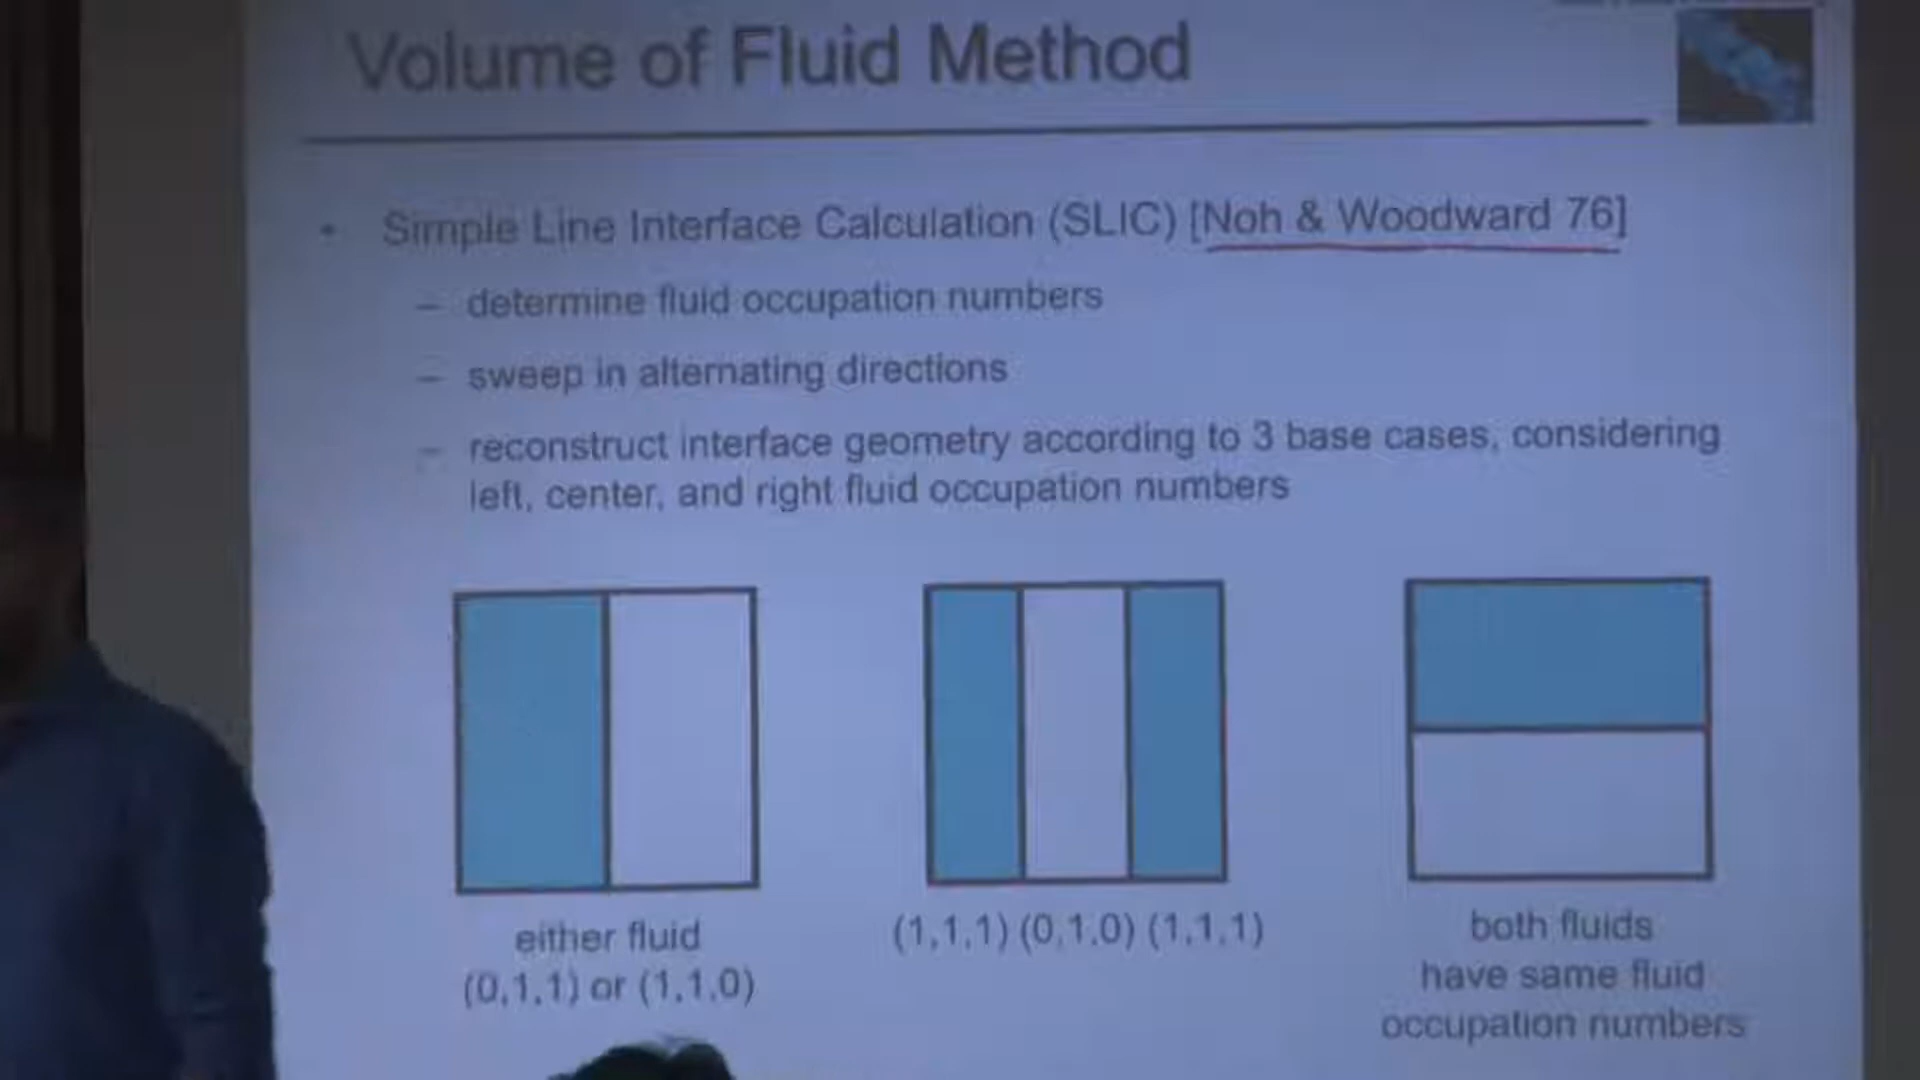 Volume of Fluid Method
• Simple Line Interface Calculation (SLIC) [Noh & Woodward 76]
– determine fluid occupation numbers
– sweep in alternating directions
– reconstruct interface geometry according to 3 base cases, considering
left, center, and right fluid occupation numbers
either fluid
(0,1,1) or (1,1,0)
(1,1,1) (0,1,0) (1,1,1)
both fluids
have same fluid
occupation numbers